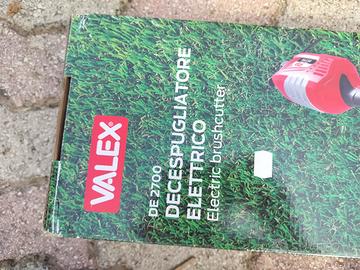 VALEX®
DE 2700
DECESPUGLIATORE
ELETTRICO
Electric brushcutter